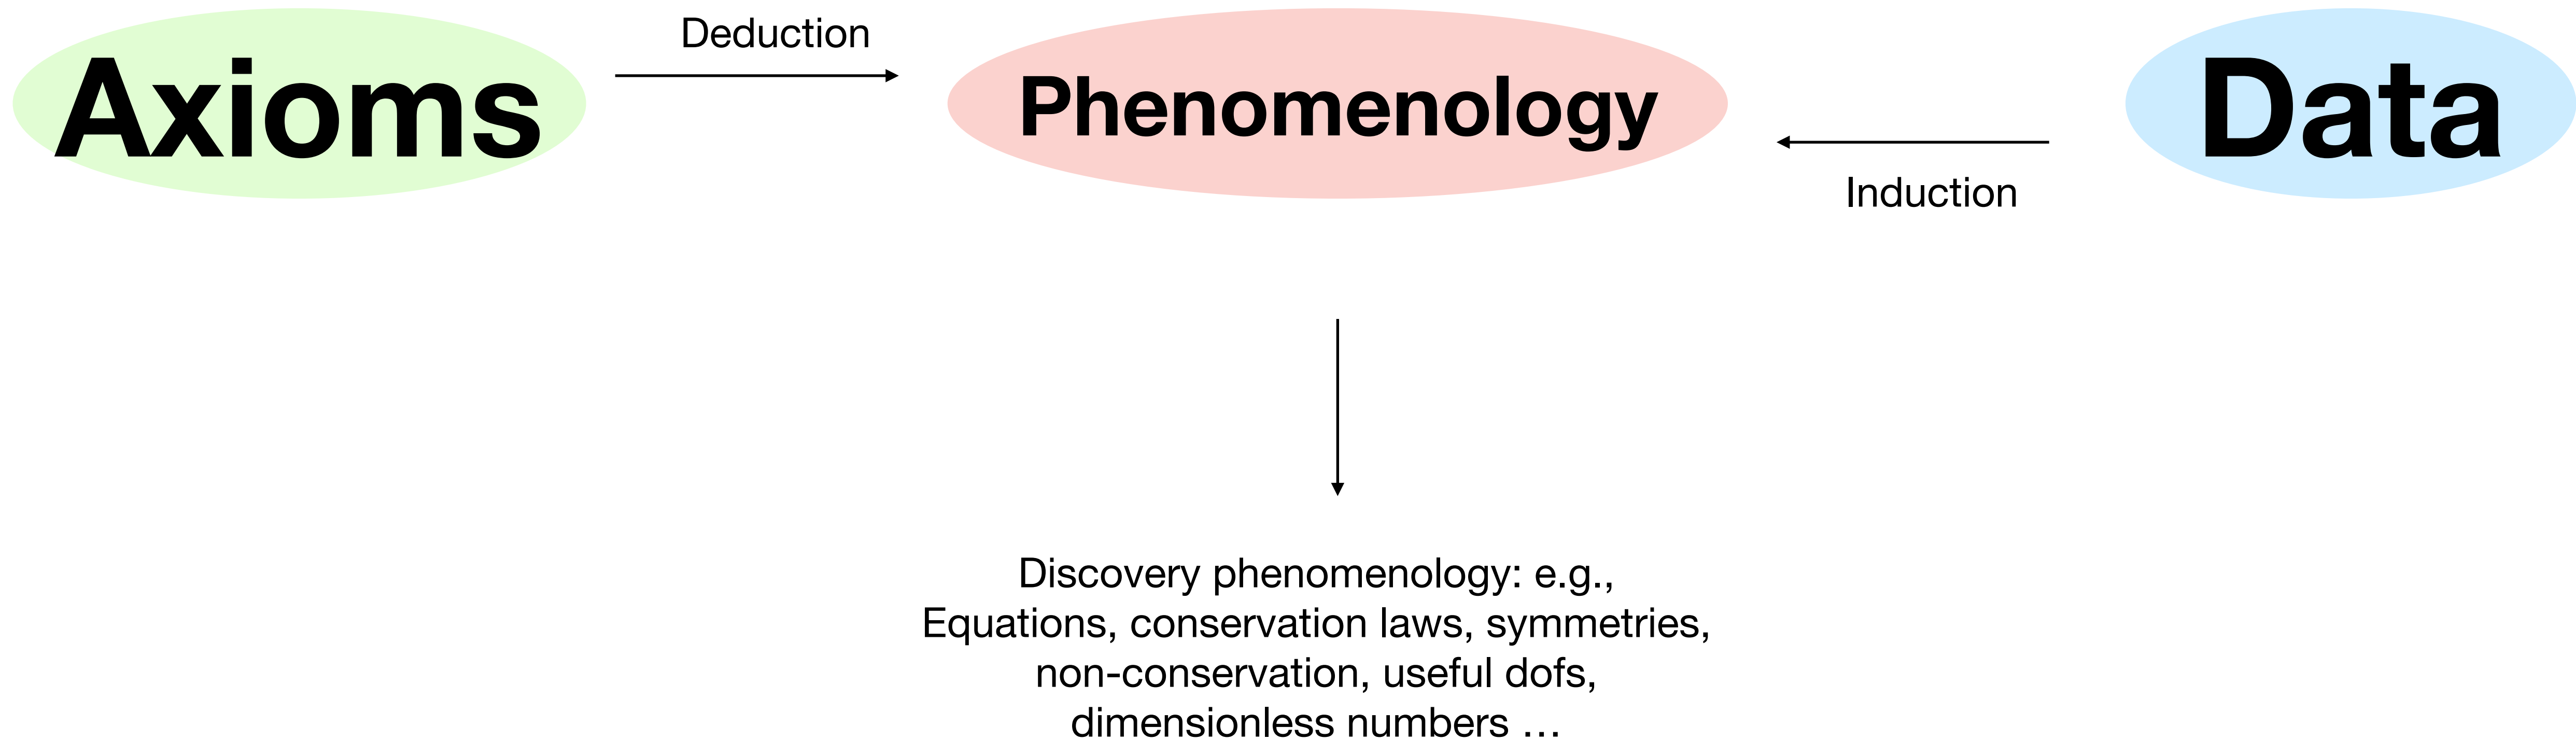 Axioms
Deduction
Phenomenology
Induction
Data
Discovery phenomenology: e.g.,
Equations, conservation laws, symmetries,
non-conservation, useful dofs,
dimensionless numbers …